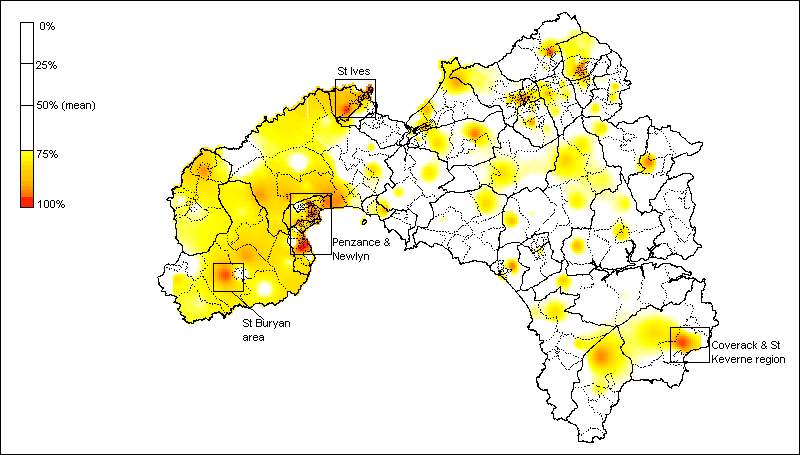 0%
25%
50% (mean)
75%
100%
St Ives
Penzance &
Newlyn
St Buryan
area
Coverack & St
Keverne region